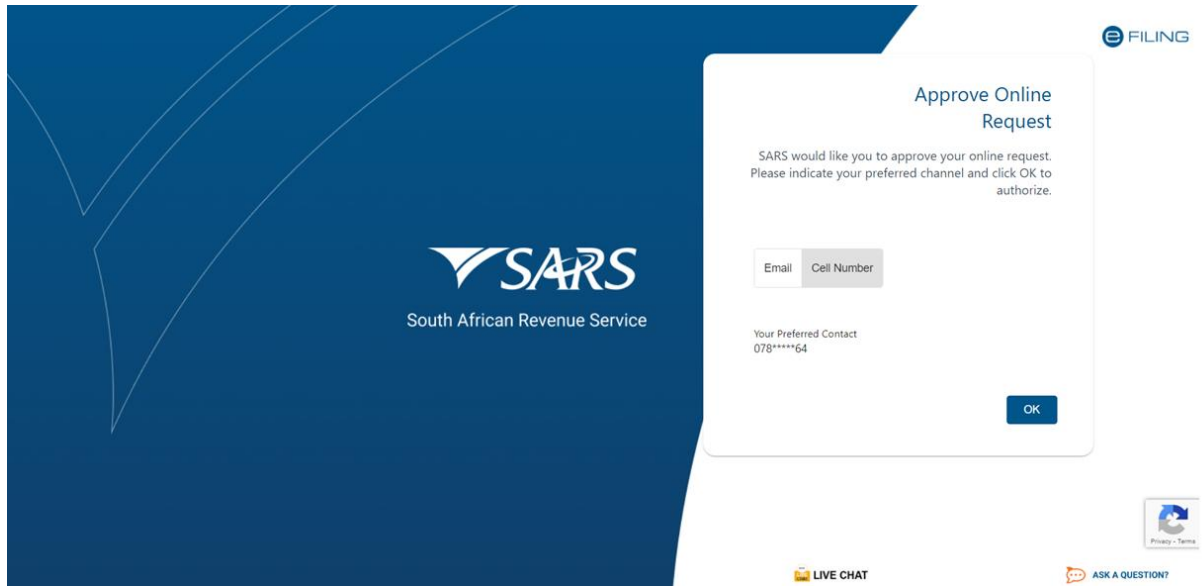 e FILING
Approve Online
Request
SARS would like you to approve your online request.
Please indicate your preferred channel and click OK to
authorize.
SARS
South African Revenue Service
Email Cell Number
Your Preferred Contact
078*****64
OK
Privacy - Terms
LIVE CHAT
ASK A QUESTION?